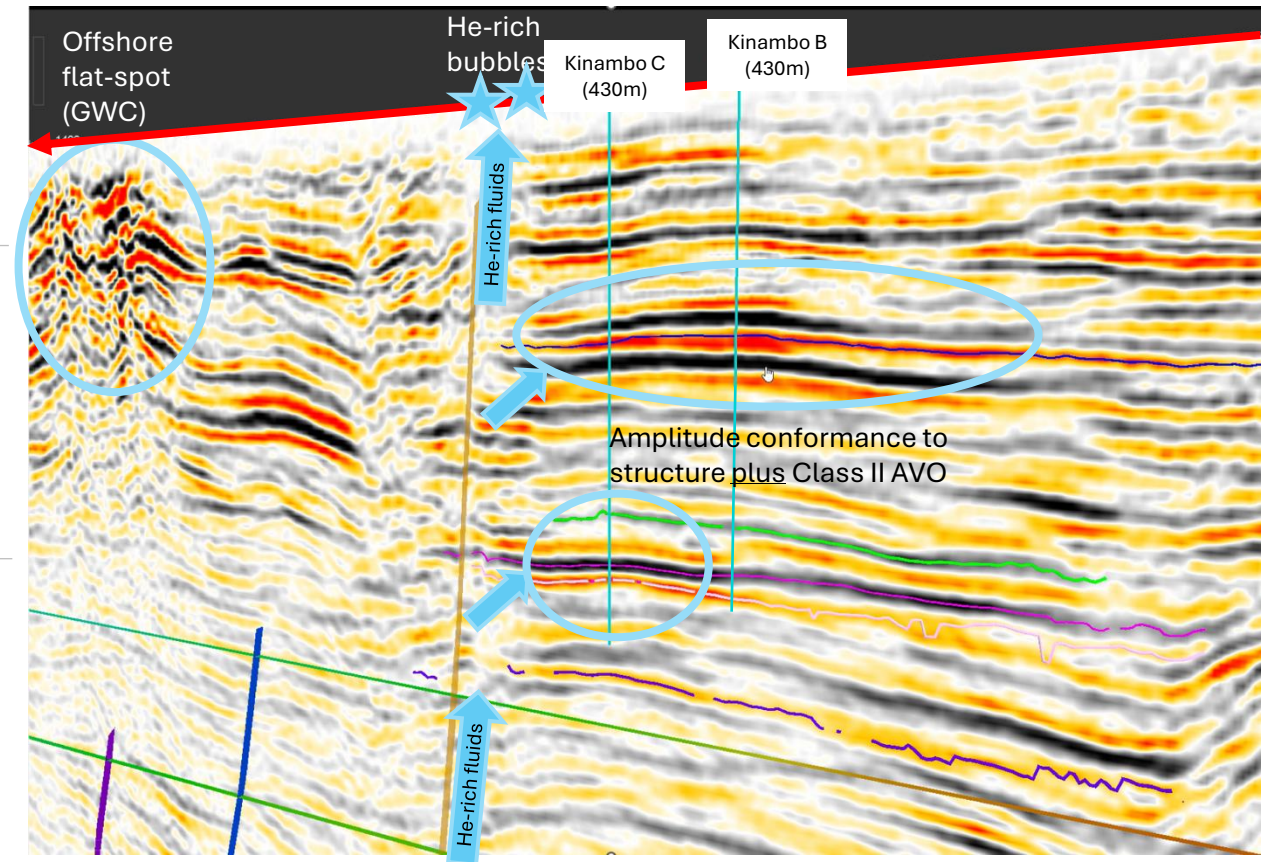 Offshore
flat-spot
(GWC)
He-rich
bubbles
Kinambo C
(430m)
Kinambo B
(430m)
He-rich fluids
Amplitude conformance to
structure plus Class II AVO
He-rich fluids